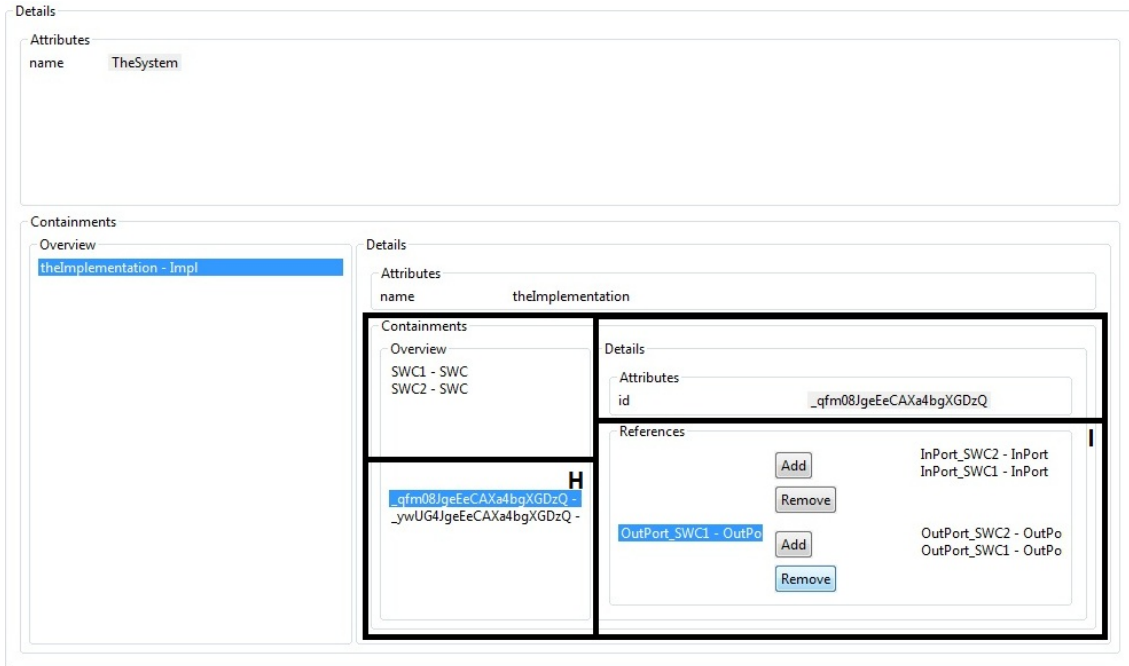 Details
Attributes
name TheSystem
Containments
Overview
theImplementation - Impl
Details
Attributes
name theImplementation
Containments
Overview
SWC1 - SWC
SWC2 - SWC
H
_qfm08JgeEeCAXa4bgXGDzQ -
_ywUG4JgeEeCAXa4bgXGDzQ -
Details
Attributes
id _qfm08JgeEeCAXa4bgXGDzQ
References
I
Add
InPort_SWC2 - InPort
InPort_SWC1 - InPort
Remove
OutPort_SWC1 - OutPo
Add
OutPort_SWC2 - OutPo
OutPort_SWC1 - OutPo
Remove